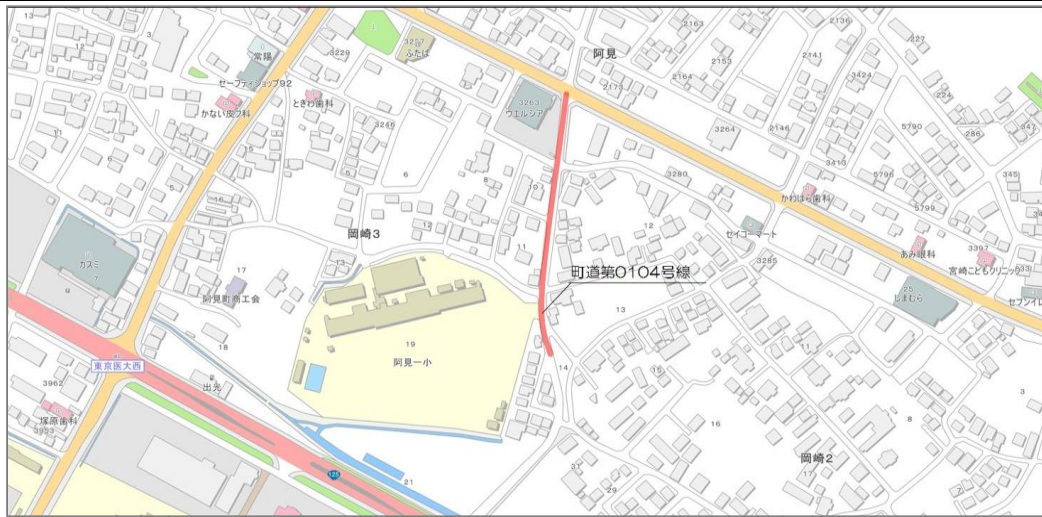 13
12
3
常陽
セーフティショップ92
かない皮フ科
ときわ歯科
3229
3257
ふたば
3246
3263
ウエルシア
阿見
2163
2153
2164
2173
2136
2141
3424
227
224
286
347
5790
345
3264
2146
3413
5796
5799
3280
かわはら歯科
セイコーマート
3285
あみ眼科
3397
宮崎こどもクリニック
セブンイレ
25
しまむら
11
6
5
15
16
5
6
8
10
岡崎3
12
11
12
13
カスミ
17
阿見町商工会
18
町道第0104号線
13
19
阿見一小
14
15
11
3
8
16
岡崎2
17
7
東京医大西
3962
塚原歯科
3953
出光
125
21
31
29